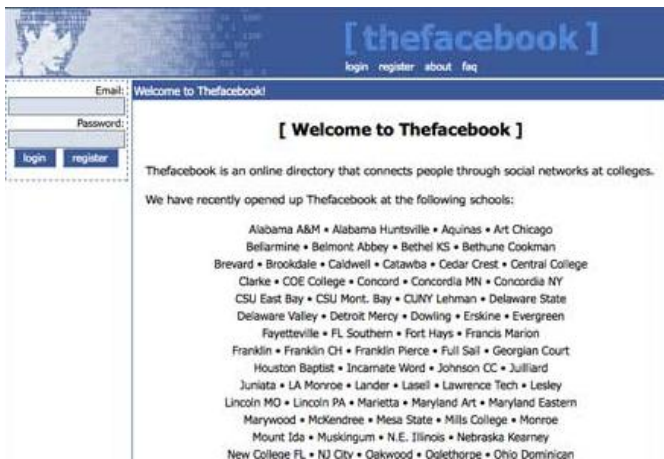 [ thefacebook ]
login register about faq
Email:
Password:
login register
Welcome to Thefacebook!
[ Welcome to Thefacebook ]
Thefacebook is an online directory that connects people through social networks at colleges.
We have recently opened up Thefacebook at the following schools:
Alabama A&M • Alabama Huntsville • Aquinas • Art Chicago
Bellarmine • Belmont Abbey • Bethel KS • Bethune Cookman
Brevard • Brookdale • Caldwell • Catawba • Cedar Crest • Central College
Clarke • COE College • Concord • Concordia MN • Concordia NY
CSU East Bay • CSU Mont. Bay • CUNY Lehman • Delaware State
Delaware Valley • Detroit Mercy • Dowling • Erskine • Evergreen
Fayetteville • FL Southern • Fort Hays • Francis Marion
Franklin • Franklin CH • Franklin Pierce • Full Sail • Georgian Court
Houston Baptist • Incarnate Word • Johnson CC • Juilliard
Juniata • LA Monroe • Lander • Lasell • Lawrence Tech • Lesley
Lincoln MO • Lincoln PA • Marietta • Maryland Art • Maryland Eastern
Marywood • McKendree • Mesa State • Mills College • Monroe
Mount Ida • Muskingum • N.E. Illinois • Nebraska Kearney
New College FL • NJ City • Oakwood • Oglethorpe • Ohio Dominican